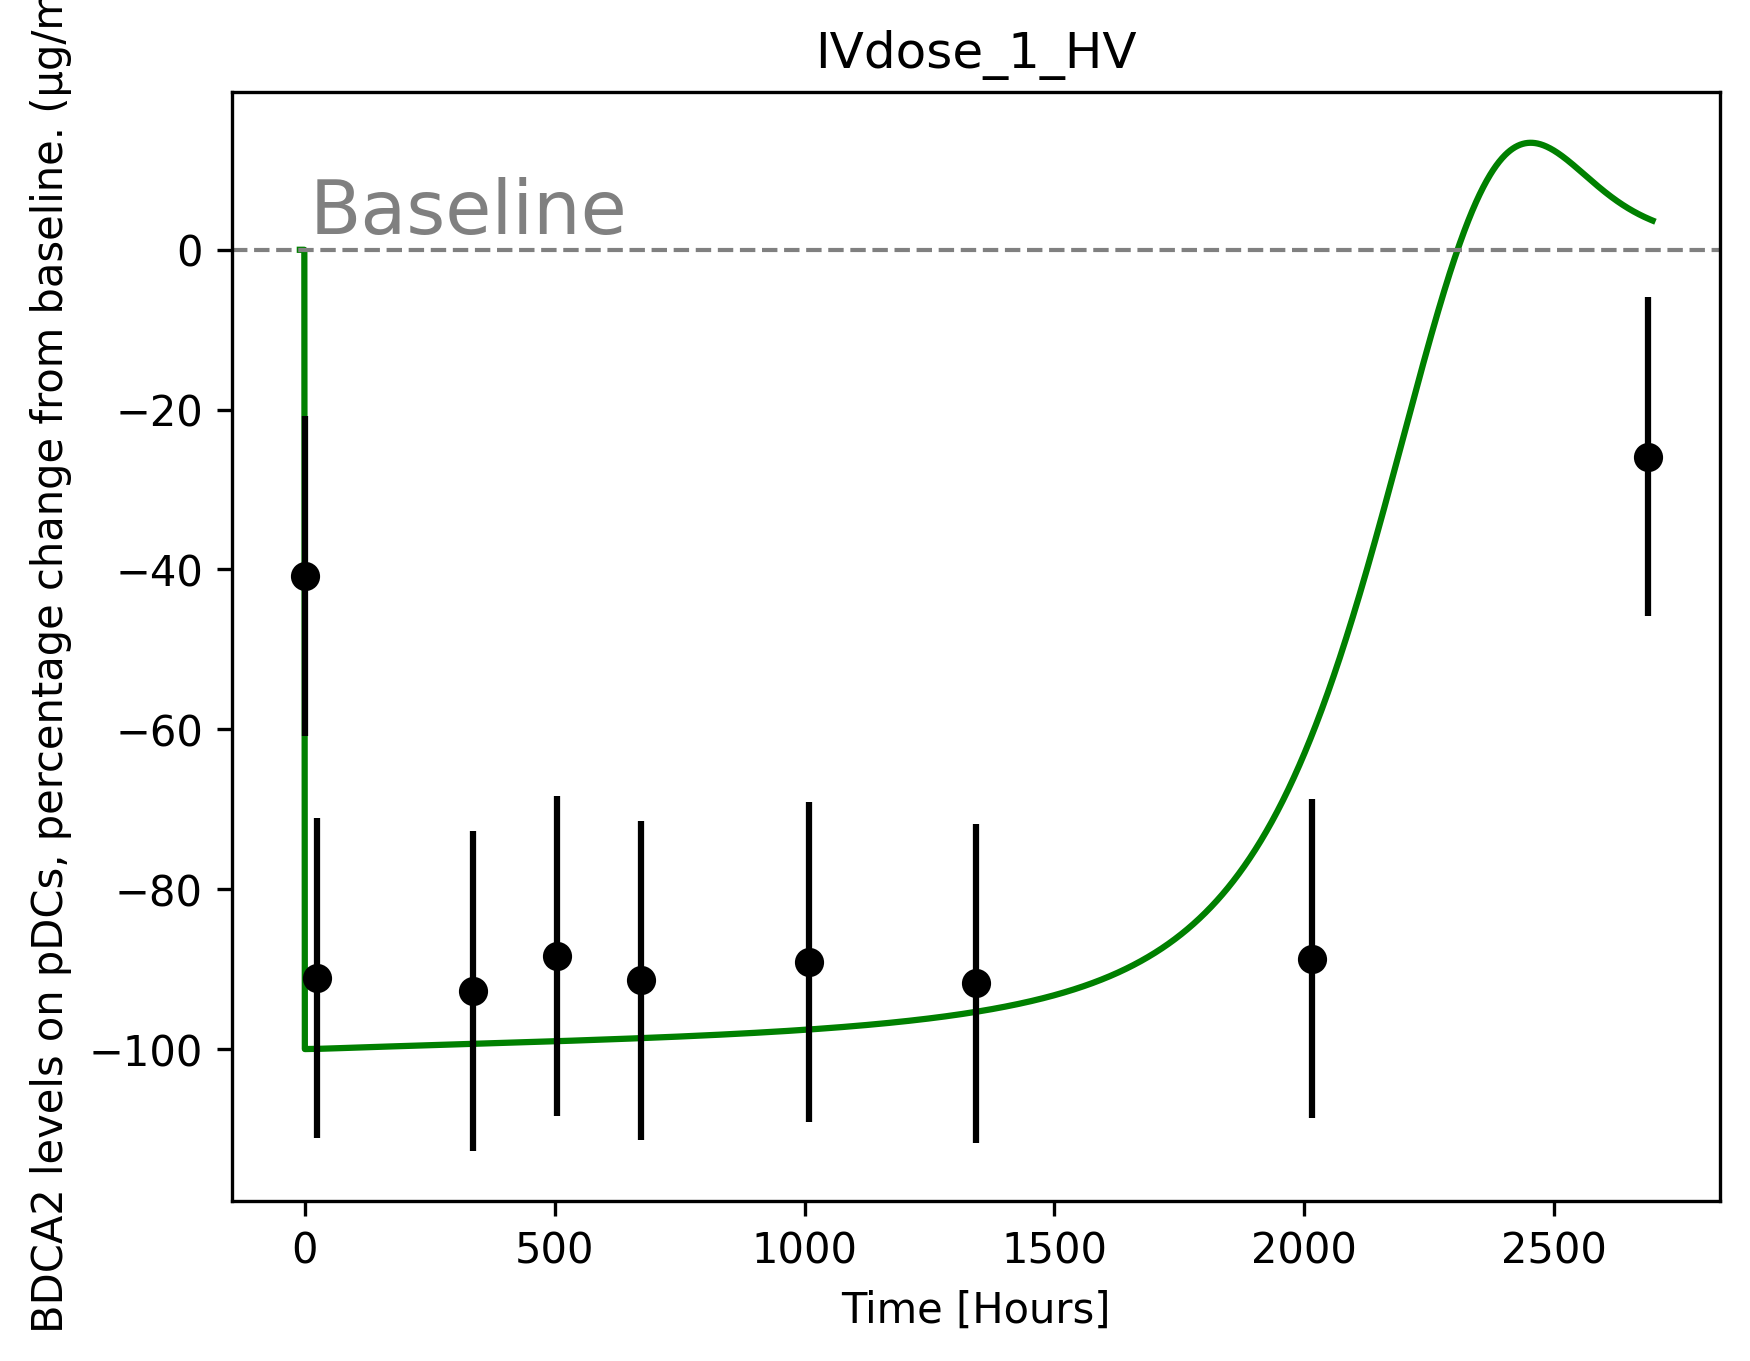 IVdose_1_HV
BDCA2 levels on pDCs, percentage change from baseline. (µg/m
Baseline
0
−20
−40
−60
−80
−100
0 500 1000 1500 2000 2500
Time [Hours]